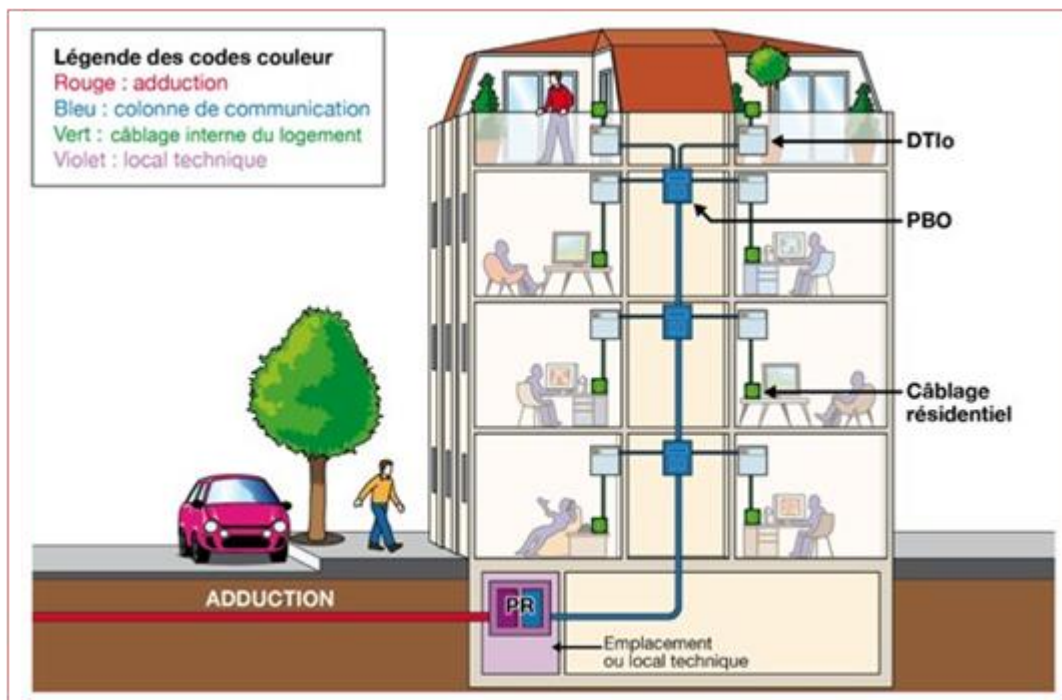 Légende des codes couleur
Rouge : adduction
Bleu : colonne de communication
Vert : câblage interne du logement
Violet : local technique
DTIo
PBO
Câblage
résidentiel
ADDUCTION
PR
Emplacement
ou local technique